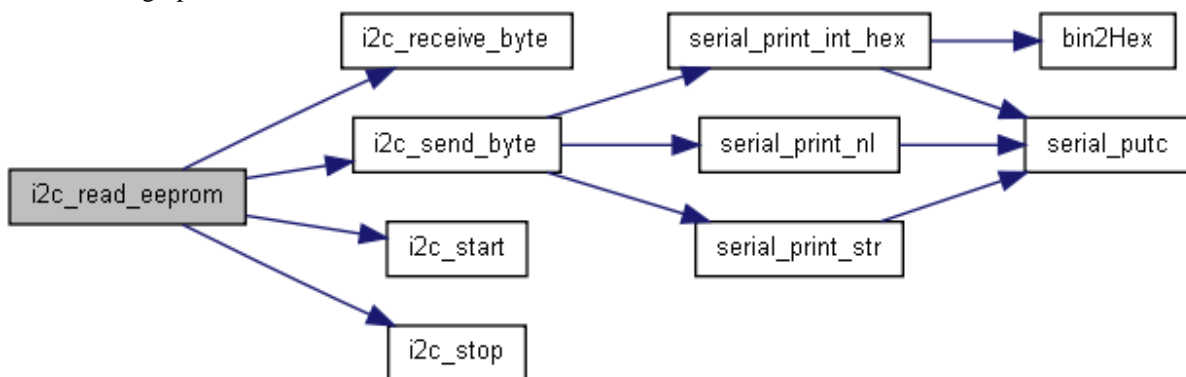 i2c_receive_byte
serial_print_int_hex
bin2Hex
i2c_send_byte
serial_print_nl
serial_putc
i2c_read_eeprom
i2c_start
serial_print_str
i2c_stop